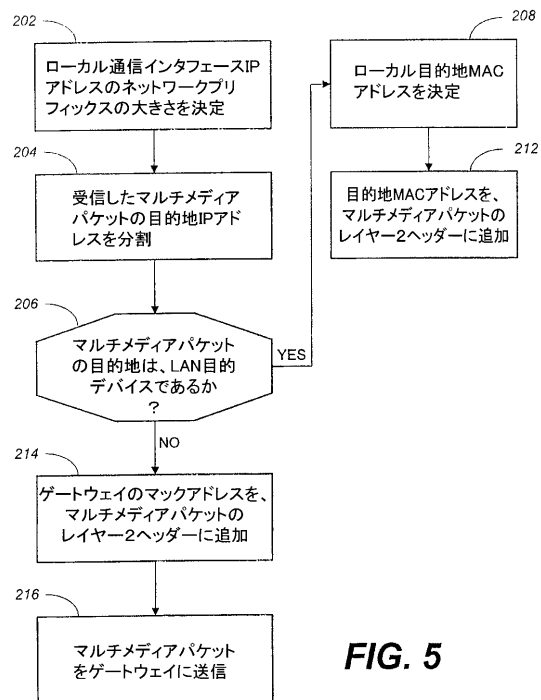 202
ローカル通信インタフェースIP
アドレスのネットワークプリ
フィックスの大きさを決定
204
受信したマルチメディア
パケットの目的地IPアド
レスを分割
206
マルチメディアパケット
の目的地は、LAN目的
デバイスであるか
?
YES
NO
208
ローカル目的地MAC
アドレスを決定
212
目的地MACアドレスを、
マルチメディアパケットの
レイヤー2ヘッダーに追加
214
ゲートウェイのマックアドレスを、
マルチメディアパケットの
レイヤー2ヘッダーに追加
216
マルチメディアパケット
をゲートウェイに送信
FIG. 5